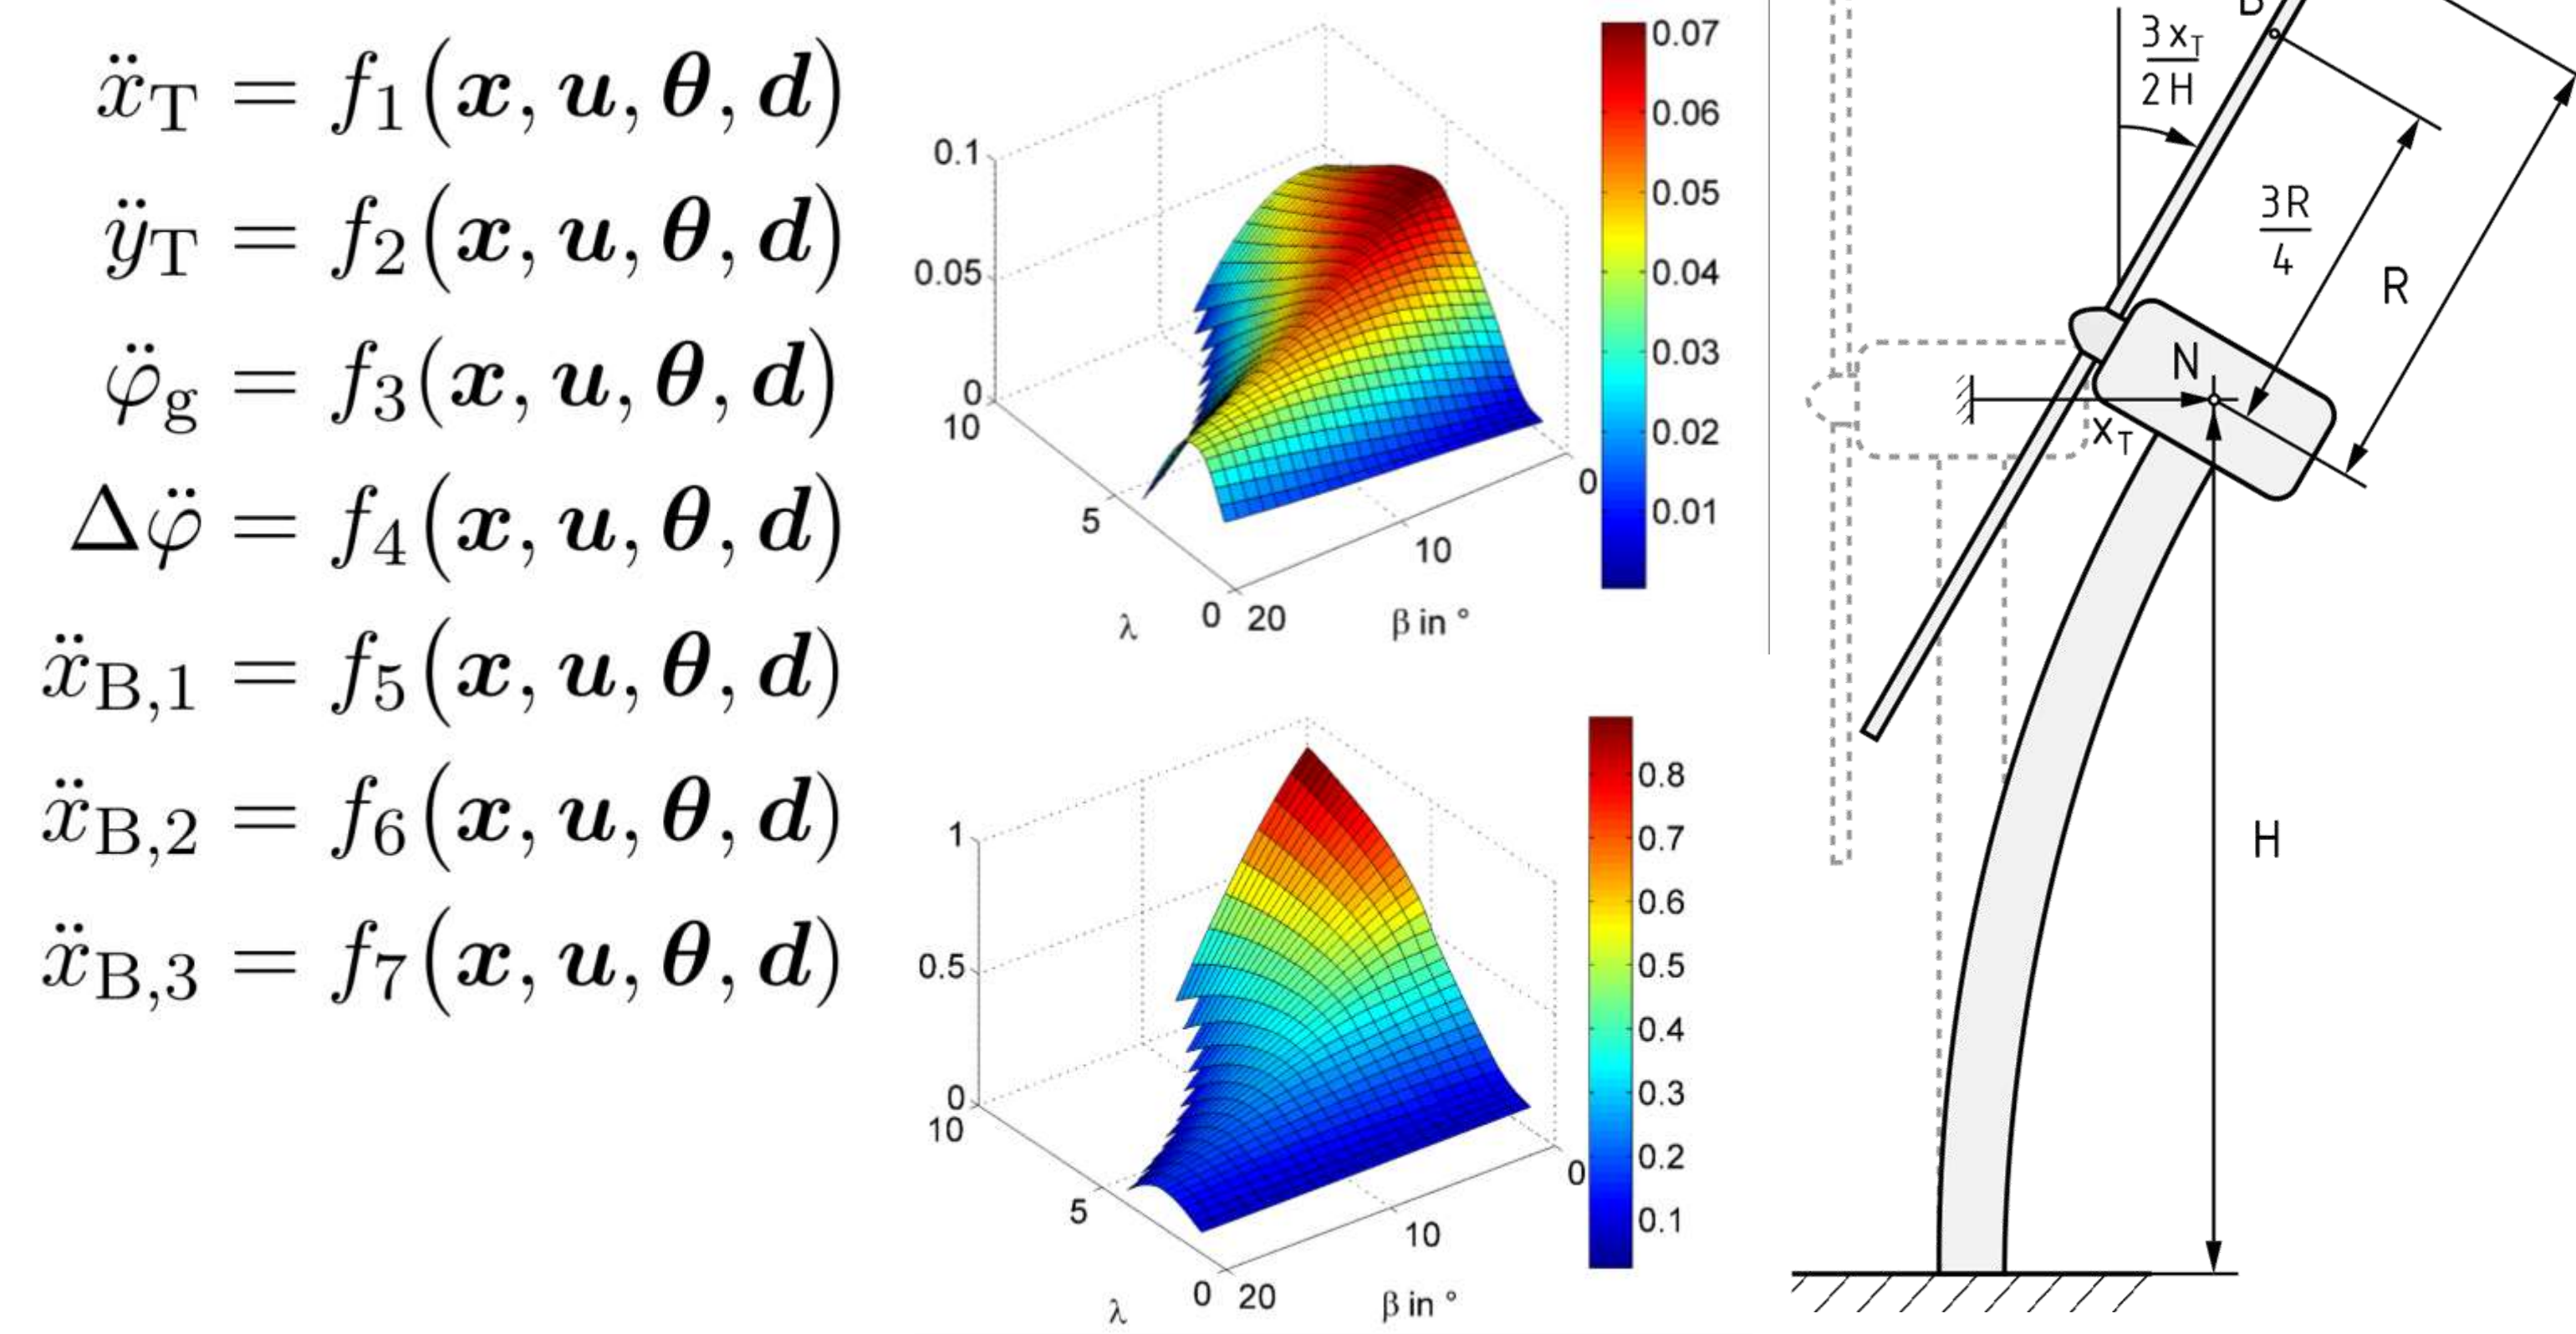 ẍ_T = f_1(x, u, θ, d)
ÿ_T = f_2(x, u, θ, d)
φ̈_g = f_3(x, u, θ, d)
Δφ̈ = f_4(x, u, θ, d)
ẍ_B,1 = f_5(x, u, θ, d)
ẍ_B,2 = f_6(x, u, θ, d)
ẍ_B,3 = f_7(x, u, θ, d)
0.1
0.05
0
10
5
0
20
10
0
λ
β in °
0.07
0.06
0.05
0.04
0.03
0.02
0.01
1
0.5
0
10
5
0
20
10
0
λ
β in °
0.8
0.7
0.6
0.5
0.4
0.3
0.2
0.1
B
3 x_T
2 H
3 R
4
R
N
x_T
H